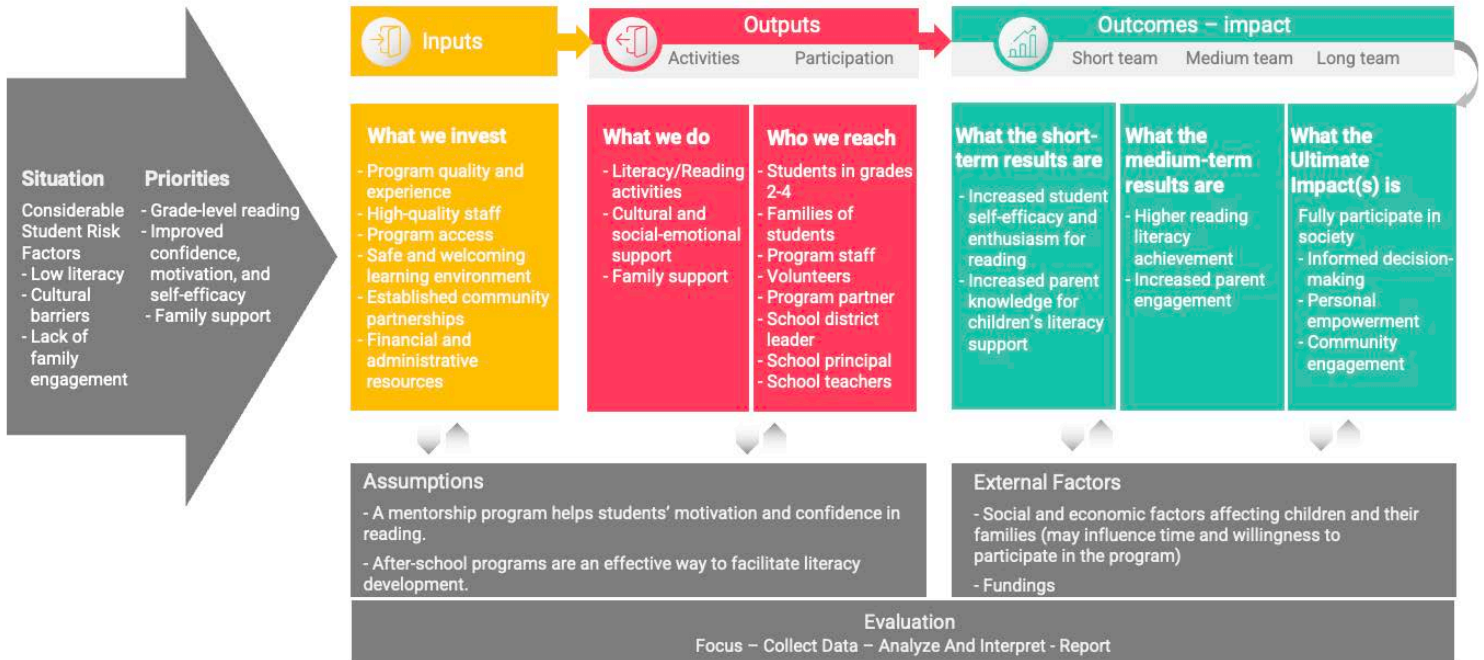 Situation
Considerable
Student Risk
Factors
- Low literacy
- Cultural
barriers
- Lack of
family
engagement
Priorities
- Grade-level reading
- Improved
confidence,
motivation, and
self-efficacy
- Family support
Inputs
What we invest
- Program quality and
experience
- High-quality staff
- Program access
- Safe and welcoming
learning environment
- Established community
partnerships
- Financial and
administrative
resources
Outputs
Activities
Participation
What we do
- Literacy/Reading
activities
- Cultural and
social-emotional
support
- Family support
Who we reach
- Students in grades
2-4
- Families of
students
- Program staff
- Volunteers
- Program partner
- School district
leader
- School principal
- School teachers
Outcomes – impact
Short team
Medium team
Long team
What the short-
term results are
- Increased student
self-efficacy and
enthusiasm for
reading
- Increased parent
knowledge for
children’s literacy
support
What the
medium-term
results are
- Higher reading
literacy
achievement
- Increased parent
engagement
What the
Ultimate
Impact(s) is
Fully participate in
society
- Informed decision-
making
- Personal
empowerment
- Community
engagement
Assumptions
- A mentorship program helps students’ motivation and confidence in
reading.
- After-school programs are an effective way to facilitate literacy
development.
External Factors
- Social and economic factors affecting children and their
families (may influence time and willingness to
participate in the program)
- Fundings
Evaluation
Focus – Collect Data – Analyze And Interpret - Report